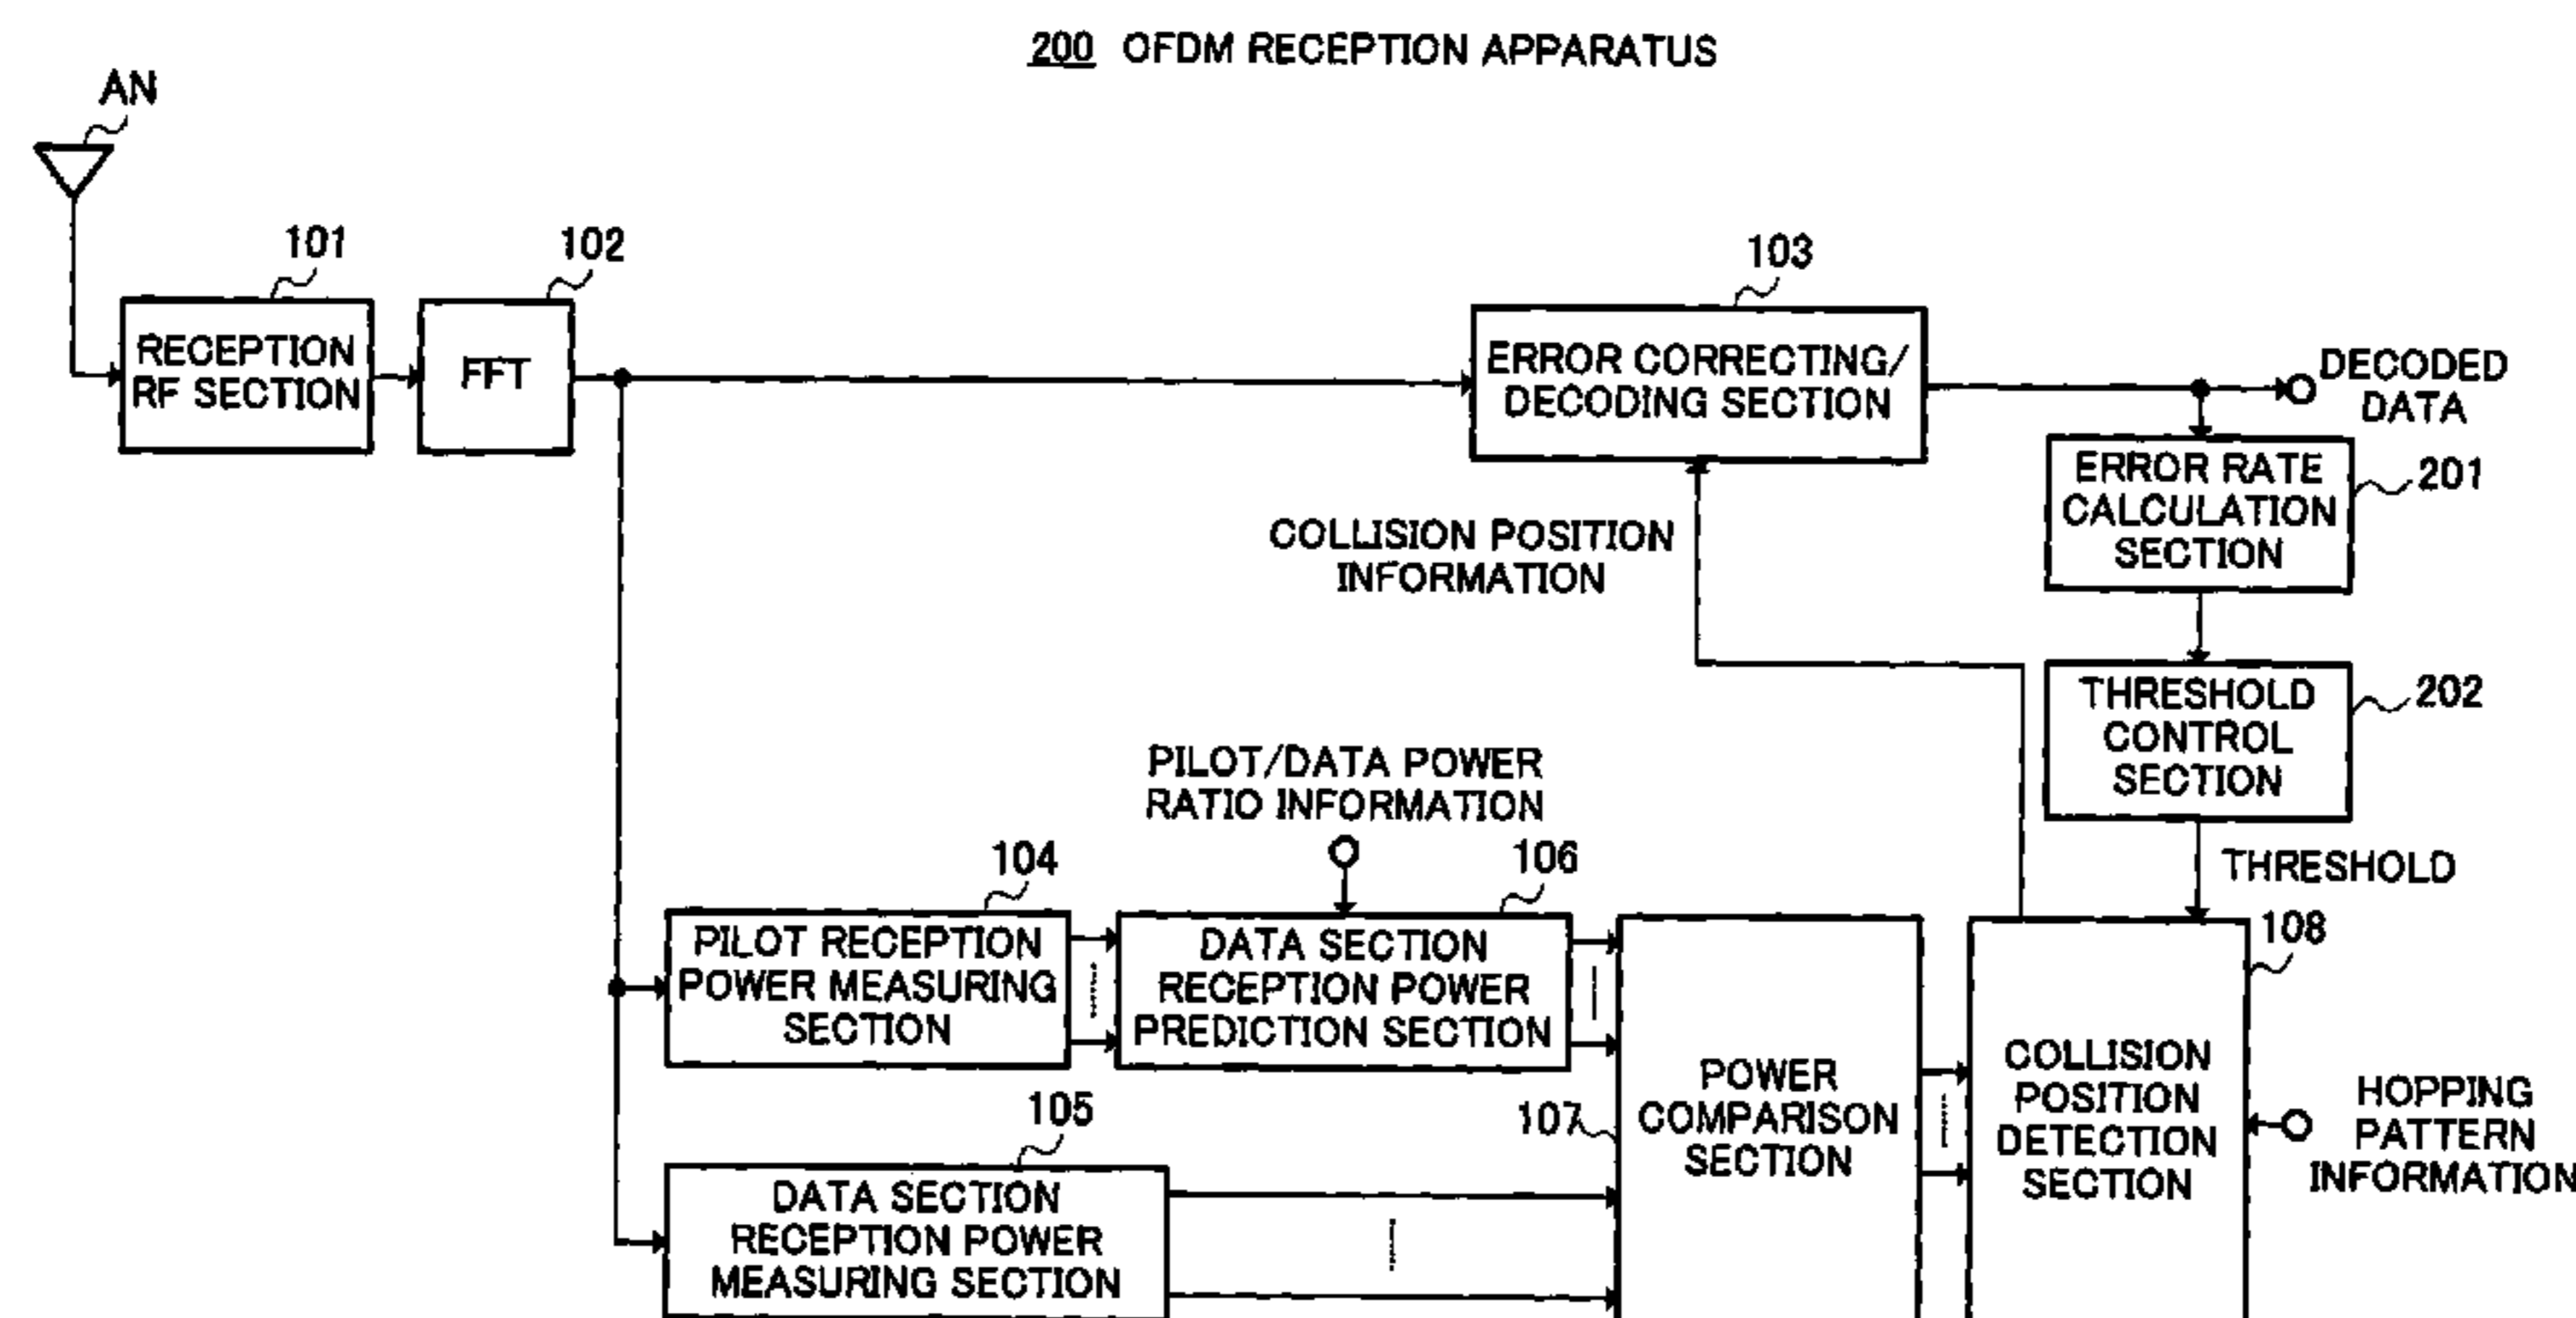 200 OFDM RECEPTION APPARATUS
AN
101
102
103
RECEPTION
RF SECTION
FFT
ERROR CORRECTING/
DECODING SECTION
DECODED
DATA
ERROR RATE
CALCULATION
SECTION
201
COLLISION POSITION
INFORMATION
THRESHOLD
CONTROL
SECTION
202
PILOT/DATA POWER
RATIO INFORMATION
THRESHOLD
104
106
108
PILOT RECEPTION
POWER MEASURING
SECTION
DATA SECTION
RECEPTION POWER
PREDICTION SECTION
107
POWER
COMPARISON
SECTION
COLLISION
POSITION
DETECTION
SECTION
HOPPING
PATTERN
INFORMATION
105
DATA SECTION
RECEPTION POWER
MEASURING SECTION